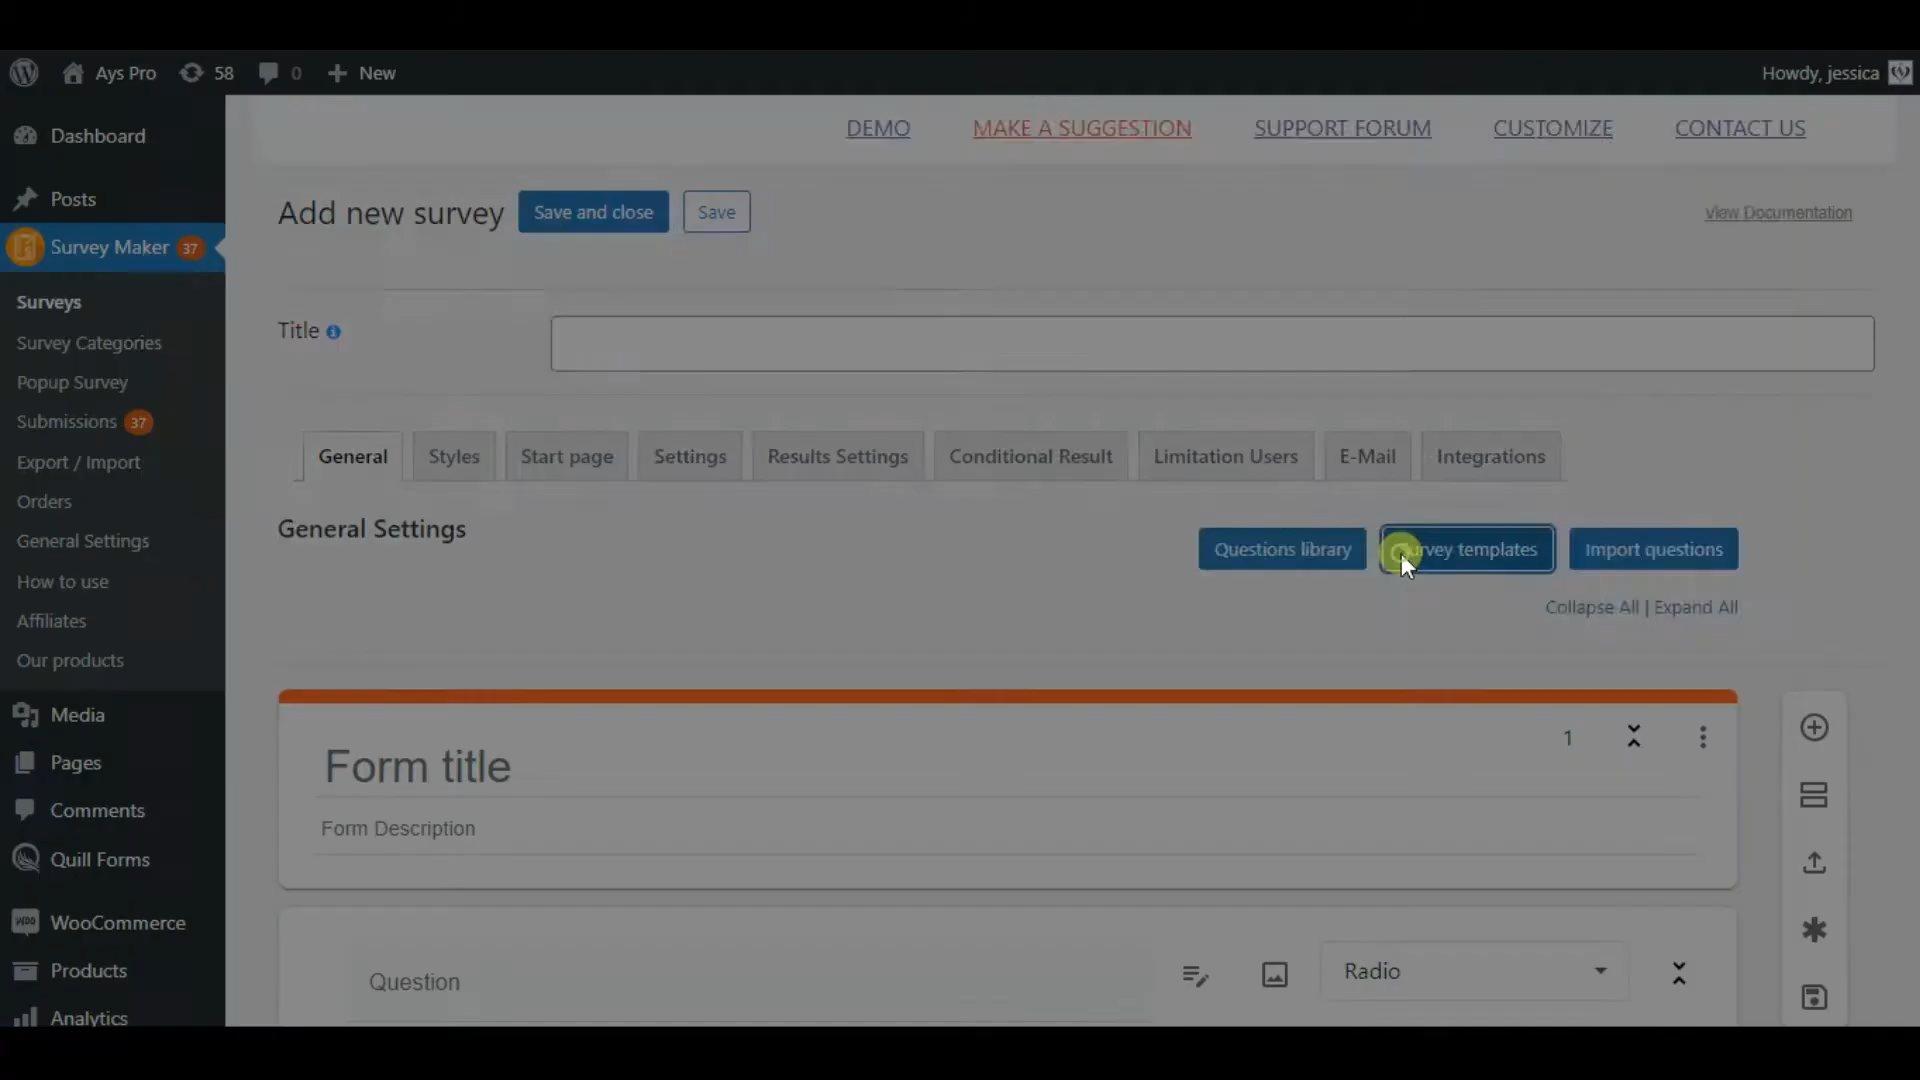 Ays Pro 58 0 New Howdy, jessica
Dashboard
Posts
Survey Maker 37
Surveys
Survey Categories
Popup Survey
Submissions 37
Export / Import
Orders
General Settings
How to use
Affiliates
Our products
Media
Pages
Comments
Quill Forms
WooCommerce
Products
Analytics
DEMO MAKE A SUGGESTION SUPPORT FORUM CUSTOMIZE CONTACT US
Add new survey Save and close Save View Documentation
Title
General Styles Start page Settings Results Settings Conditional Result Limitation Users E-Mail Integrations
General Settings
Questions library Survey templates Import questions
Collapse All | Expand All
1
Form title
Form Description
Question Radio